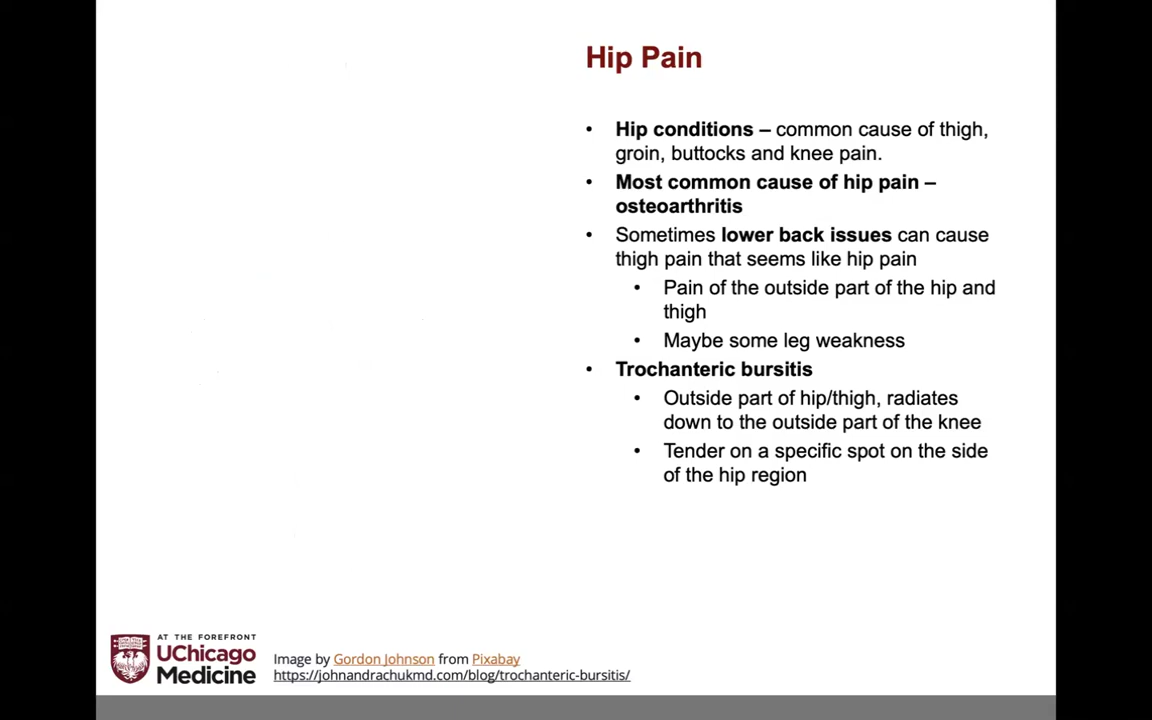 Hip Pain
• Hip conditions – common cause of thigh,
groin, buttocks and knee pain.
• Most common cause of hip pain –
osteoarthritis
• Sometimes lower back issues can cause
thigh pain that seems like hip pain
• Pain of the outside part of the hip and
thigh
• Maybe some leg weakness
• Trochanteric bursitis
• Outside part of hip/thigh, radiates
down to the outside part of the knee
• Tender on a specific spot on the side
of the hip region
AT THE FOREFRONT
UChicago
Medicine
Image by Gordon Johnson from Pixabay
https://johnandrachukmd.com/blog/trochanteric-bursitis/